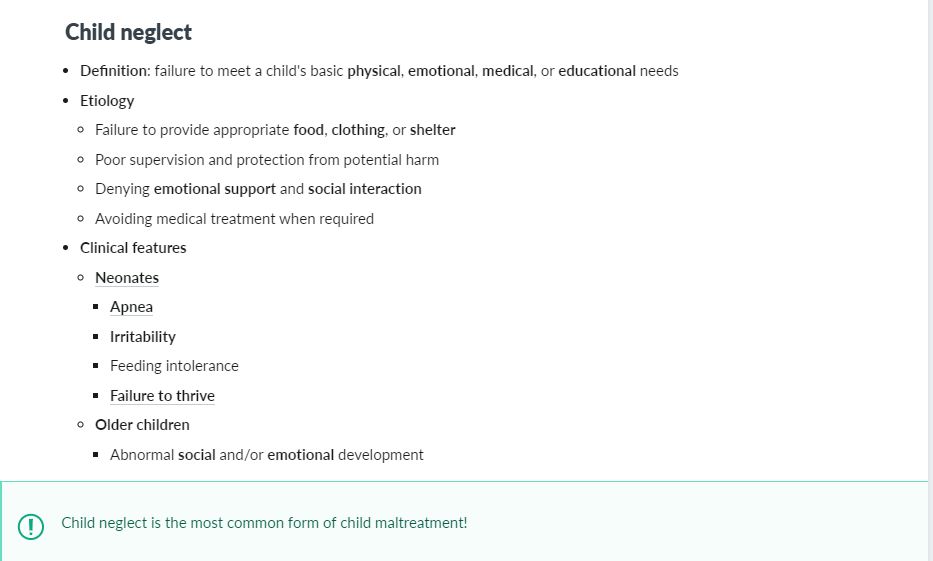 Child neglect
Definition: failure to meet a child's basic physical, emotional, medical, or educational needs
Etiology
Failure to provide appropriate food, clothing, or shelter
Poor supervision and protection from potential harm
Denying emotional support and social interaction
Avoiding medical treatment when required
Clinical features
Neonates
Apnea
Irritability
Feeding intolerance
Failure to thrive
Older children
Abnormal social and/or emotional development
Child neglect is the most common form of child maltreatment!